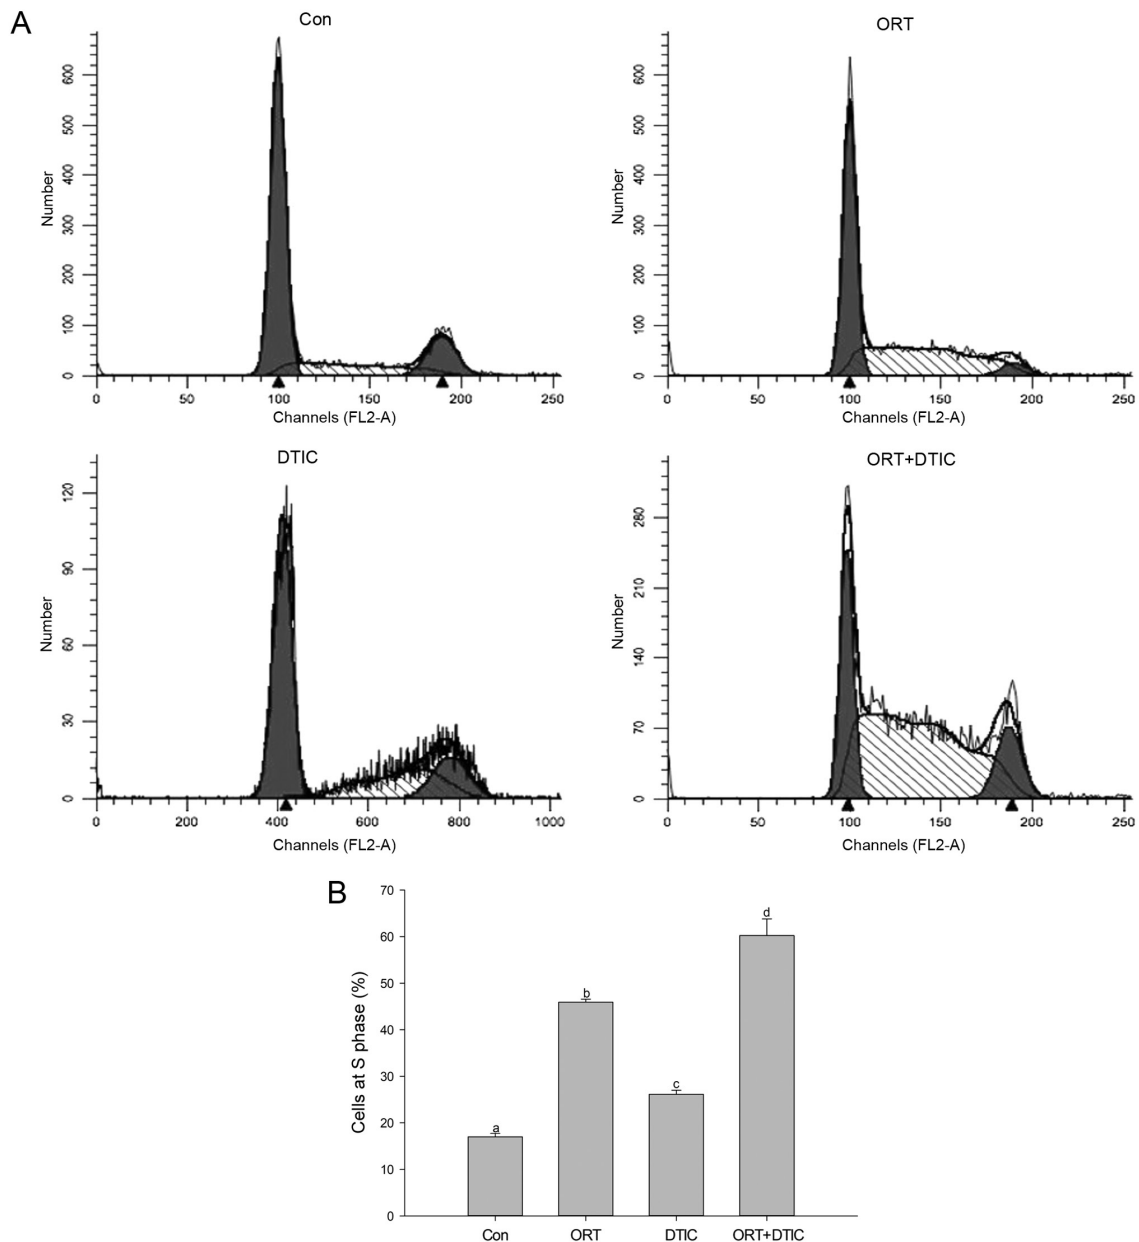 A
Con
600
500
400
300
200
100
0
Number
0 50 100 150 200 250
Channels (FL2-A)
ORT
600
500
400
300
200
100
0
Number
0 50 100 150 200 250
Channels (FL2-A)
DTIC
120
90
60
30
0
Number
0 200 400 600 800 1000
Channels (FL2-A)
ORT+DTIC
280
210
140
70
0
Number
0 50 100 150 200 250
Channels (FL2-A)
B
70
60
50
40
30
20
10
0
Cells at S phase (%)
a
b
c
d
Con ORT DTIC ORT+DTIC